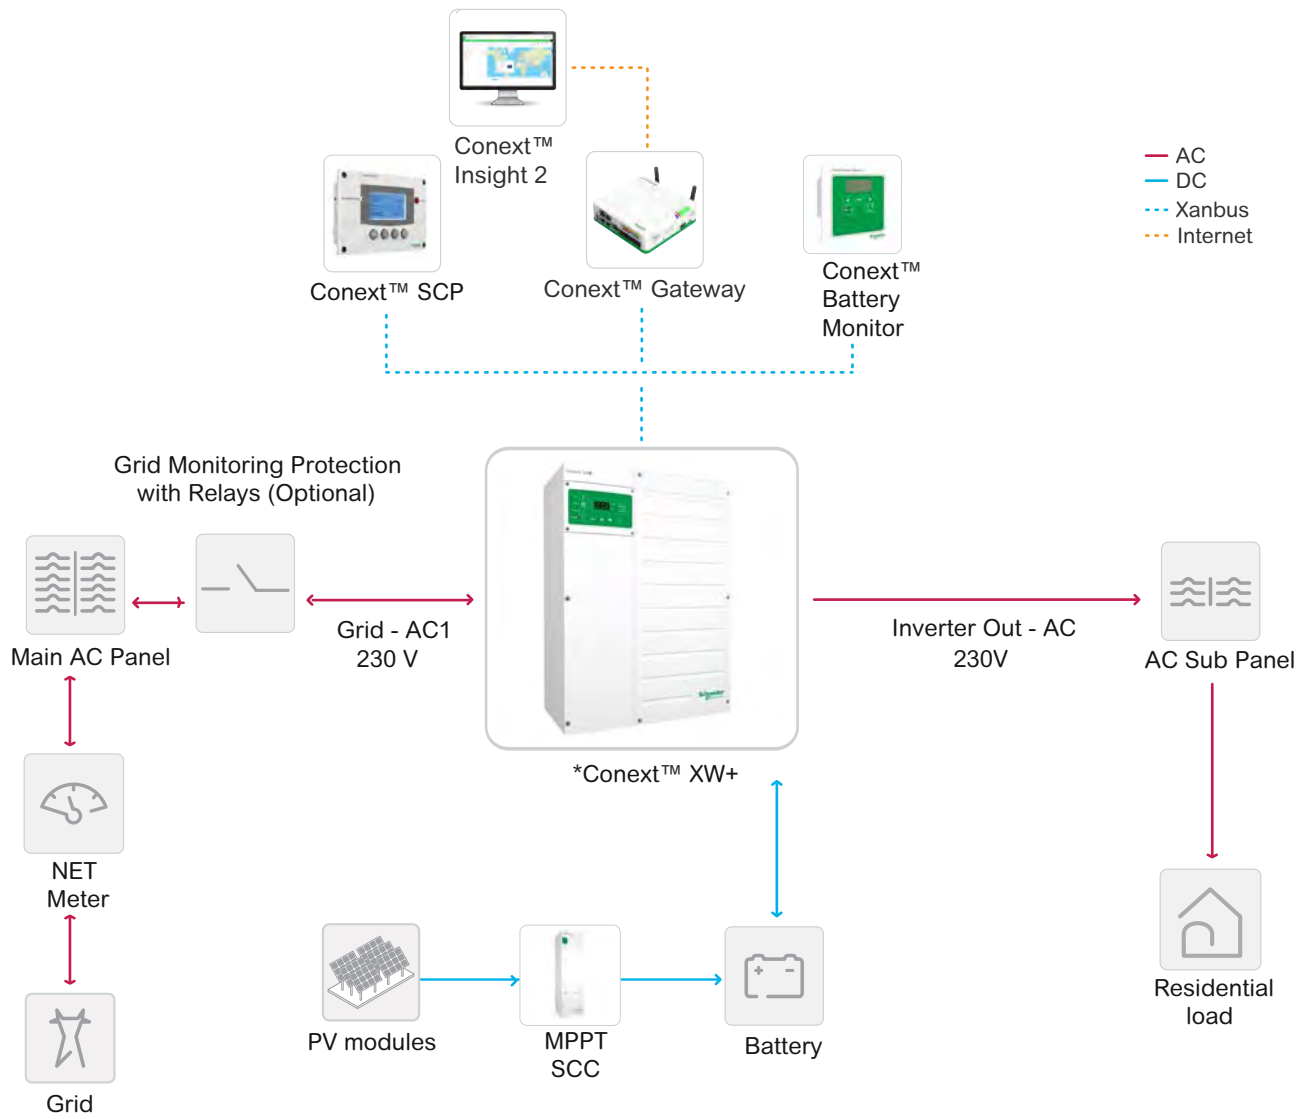 Conext™
Insight 2
AC
DC
Xanbus
Internet
Conext™ SCP
Conext™ Gateway
Conext™
Battery
Monitor
Grid Monitoring Protection
with Relays (Optional)
Main AC Panel
Grid - AC1
230 V
Schneider
Inverter Out - AC
230V
AC Sub Panel
*Conext™ XW+
NET
Meter
PV modules
MPPT
SCC
+ -
Battery
Residential
load
Grid